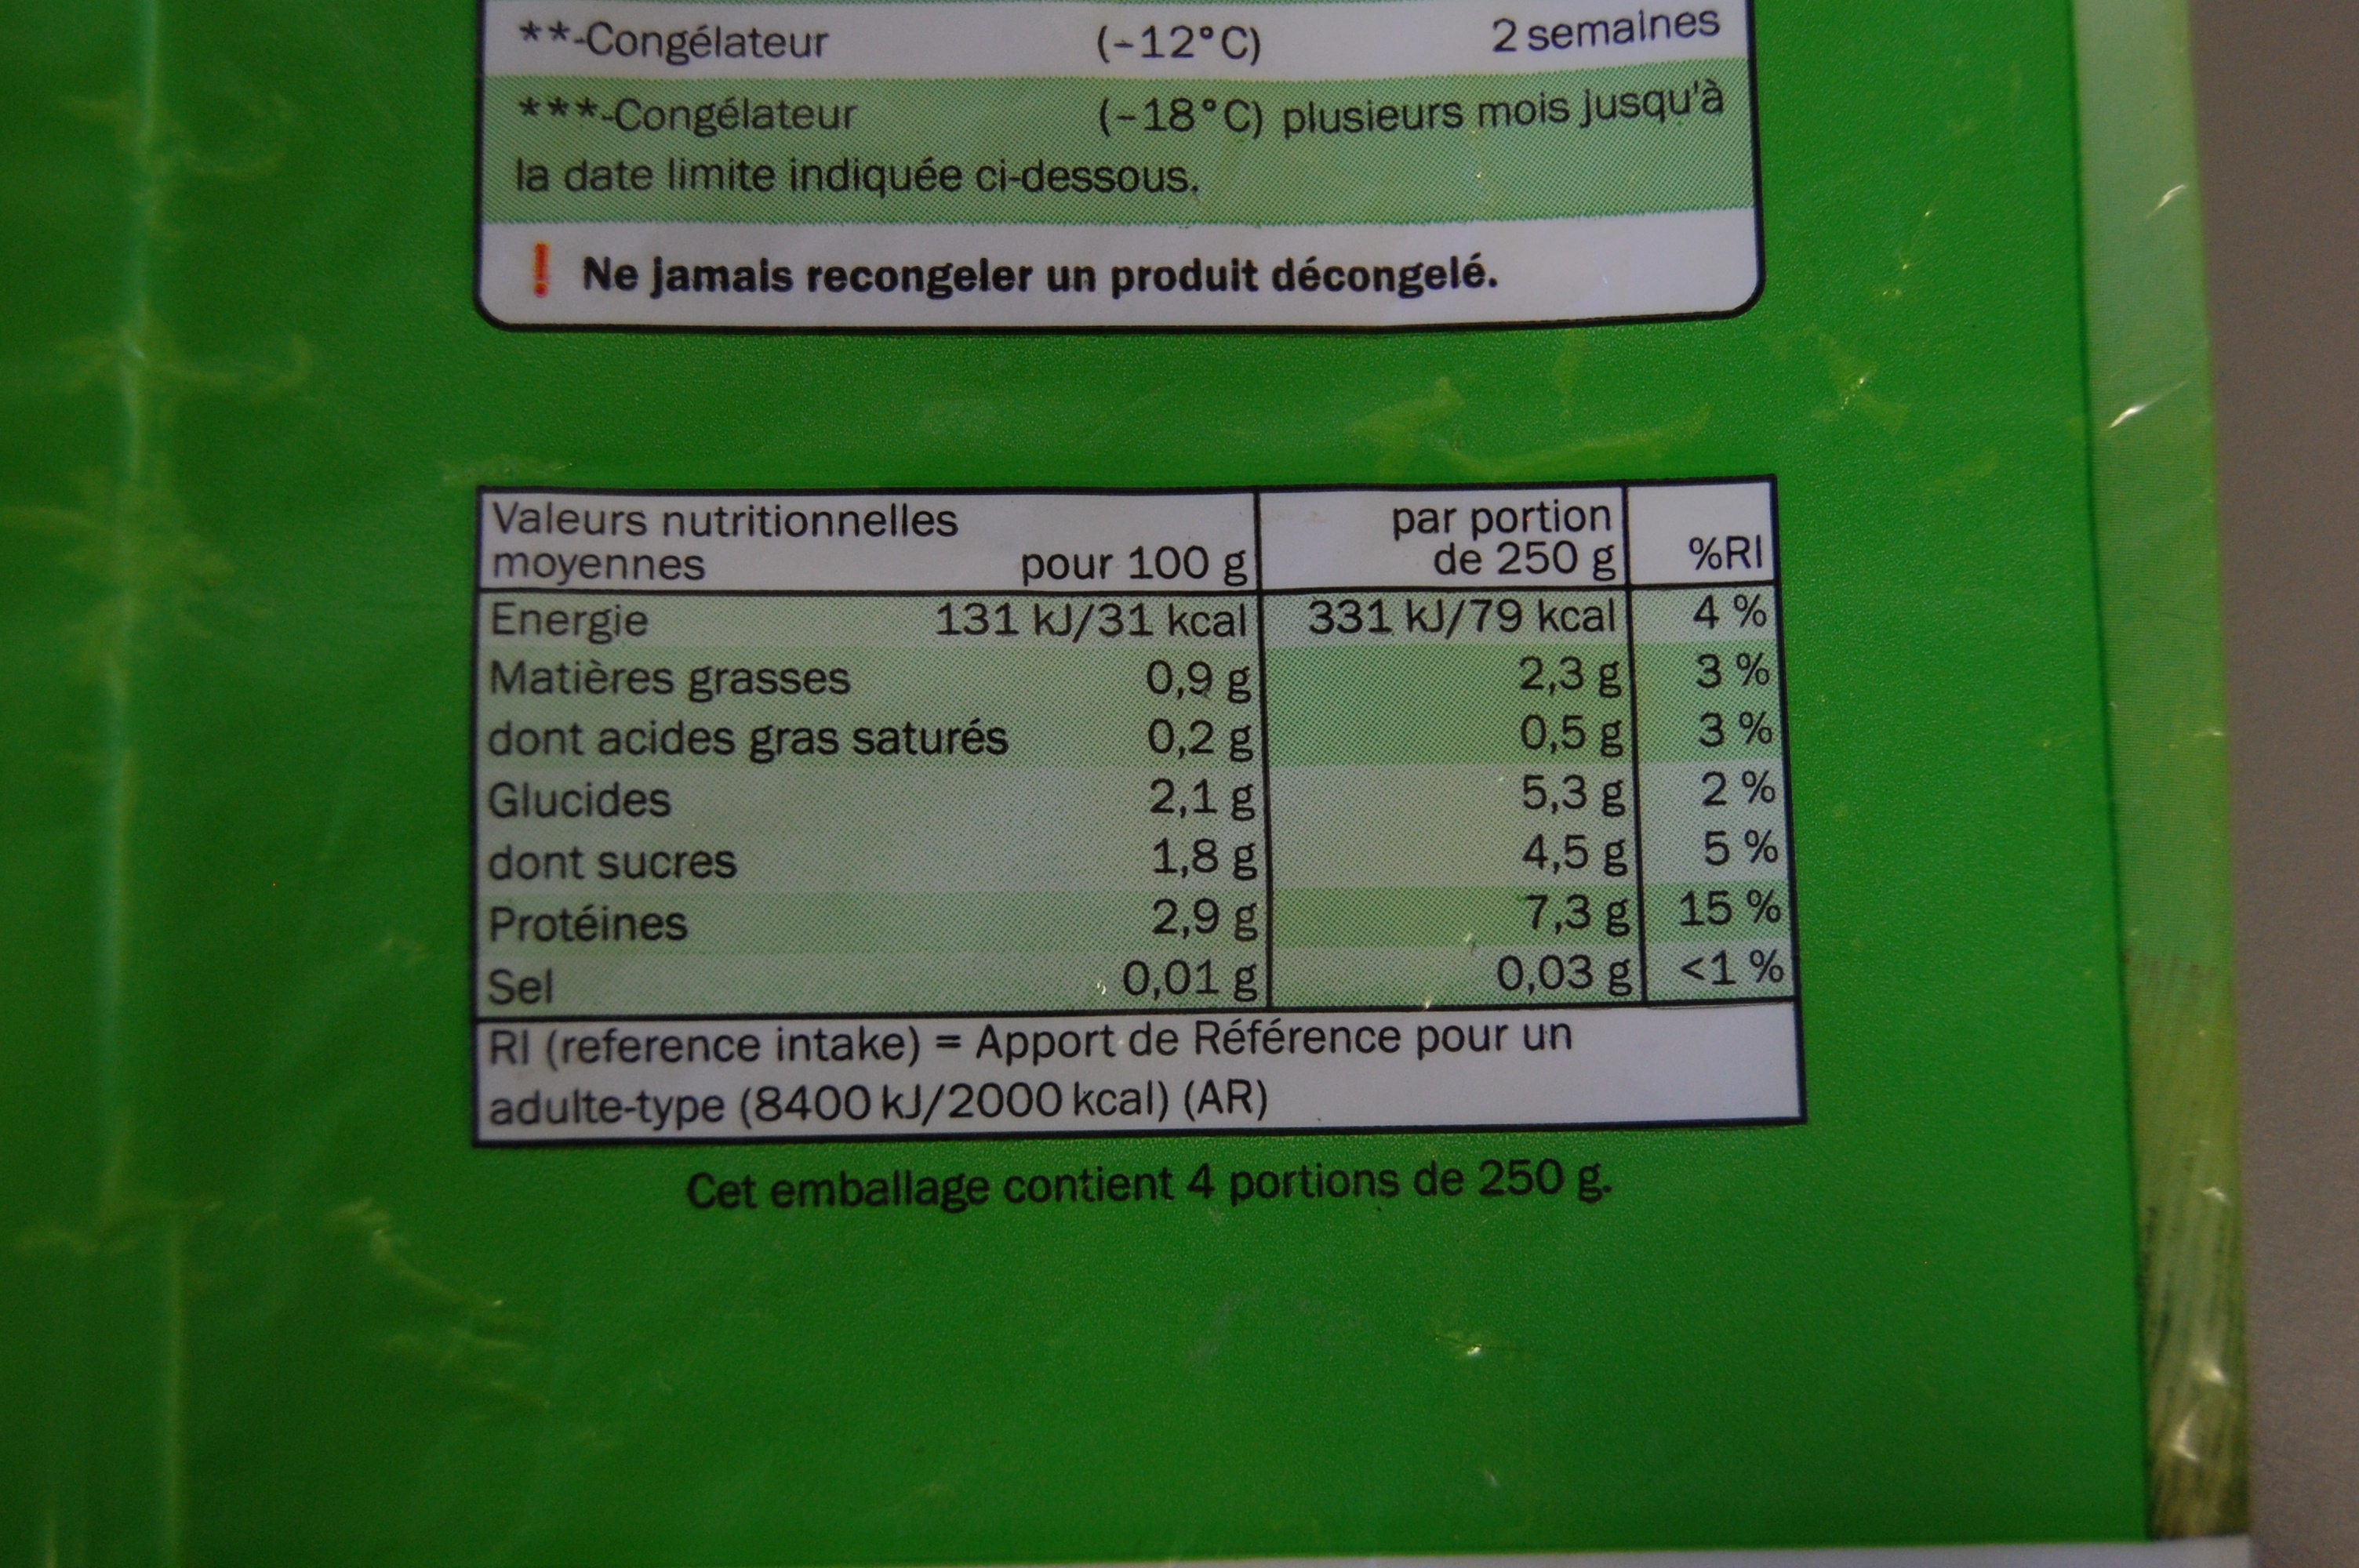 **-Congélateur (-12°C) 2 semaines
***-Congélateur (-18°C) plusieurs mois jusqu'à
la date limite indiquée ci-dessous.
! Ne jamais recongeler un produit décongelé.
Valeurs nutritionnelles par portion
moyennes pour 100 g de 250 g %RI
Energie 131 kJ/31 kcal 331 kJ/79 kcal 4 %
Matières grasses 0,9 g 2,3 g 3 %
dont acides gras saturés 0,2 g 0,5 g 3 %
Glucides 2,1 g 5,3 g 2 %
dont sucres 1,8 g 4,5 g 5 %
Protéines 2,9 g 7,3 g 15 %
Sel 0,01 g 0,03 g <1 %
RI (reference intake) = Apport de Référence pour un
adulte-type (8400 kJ/2000 kcal) (AR)
Cet emballage contient 4 portions de 250 g.